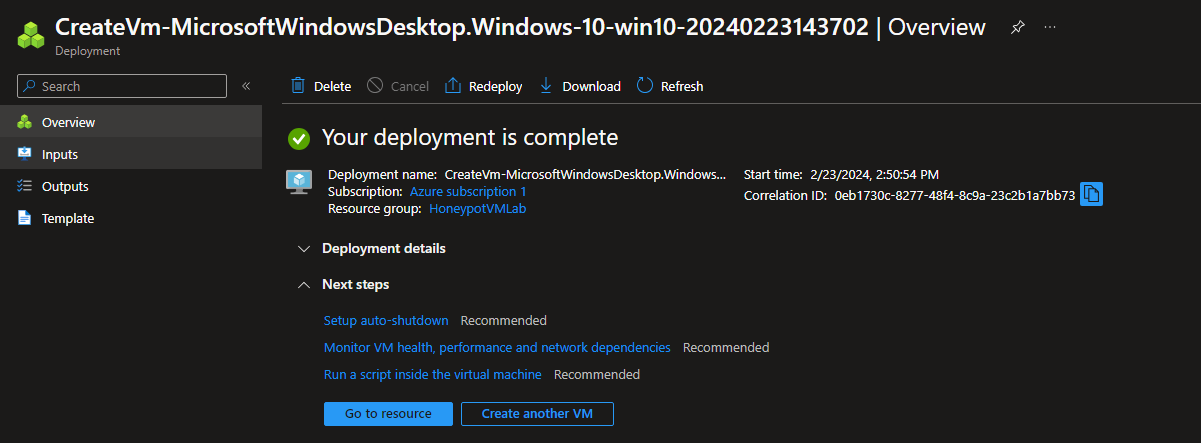 CreateVm-MicrosoftWindowsDesktop.Windows-10-win10-20240223143702 | Overview
Deployment
Search
Delete Cancel Redeploy Download Refresh
Overview
Inputs
Outputs
Template
Your deployment is complete
Deployment name: CreateVm-MicrosoftWindowsDesktop.Windows... Start time: 2/23/2024, 2:50:54 PM
Subscription: Azure subscription 1 Correlation ID: 0eb1730c-8277-48f4-8c9a-23c2b1a7bb73
Resource group: HoneypotVMLab
Deployment details
Next steps
Setup auto-shutdown Recommended
Monitor VM health, performance and network dependencies Recommended
Run a script inside the virtual machine Recommended
Go to resource Create another VM